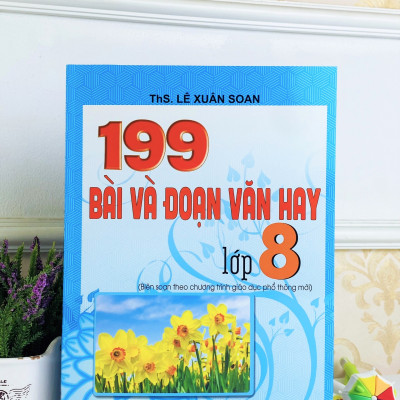 ThS. LÊ XUÂN SOAN
199
BÀI VÀ ĐOẠN VĂN HAY
lớp 8
(Biên soạn theo chương trình giáo dục phổ thông mới)